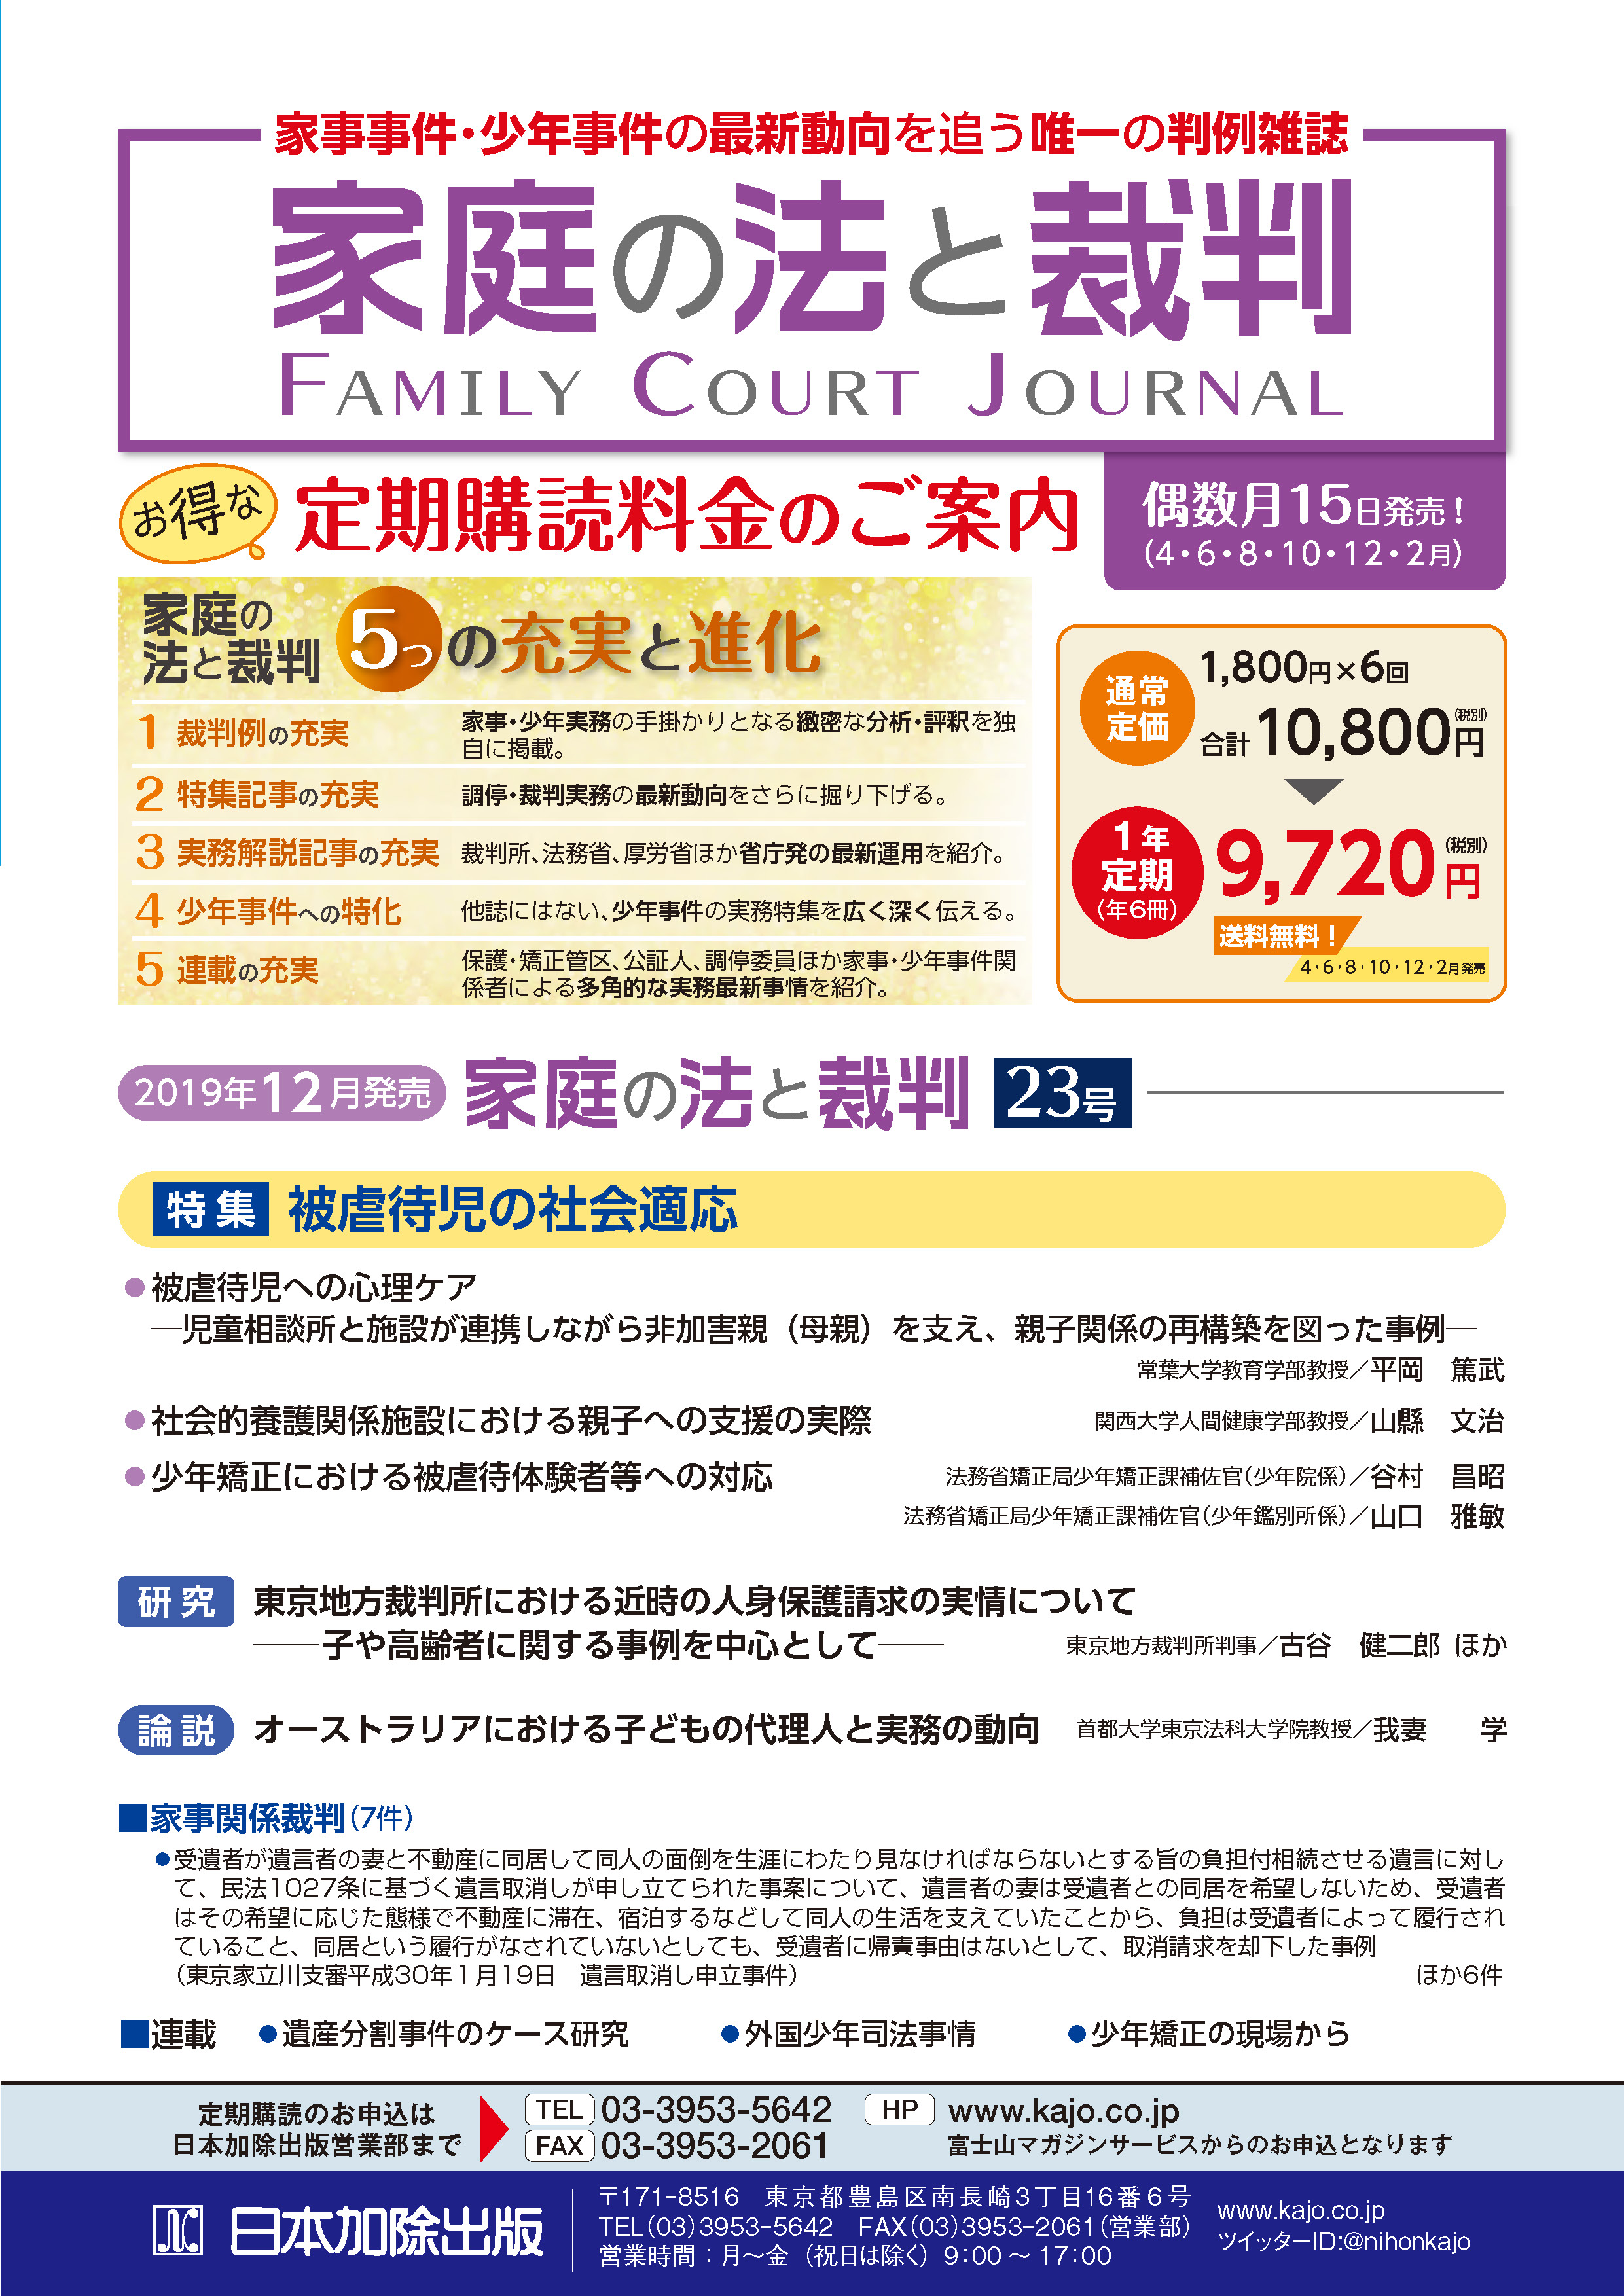 家事事件・少年事件の最新動向を追う唯一の判例雑誌
家庭の法と裁判
FAMILY COURT JOURNAL
お得な
定期購読料金のご案内
偶数月15日発売！
(4・6・8・10・12・2月)
家庭の
法と裁判
5つの充実と進化
1 裁判例の充実
家事・少年実務の手掛かりとなる緻密な分析・評釈を独
自に掲載。
2 特集記事の充実
調停・裁判実務の最新動向をさらに掘り下げる。
3 実務解説記事の充実
裁判所、法務省、厚労省ほか省庁発の最新運用を紹介。
4 少年事件への特化
他誌にはない、少年事件の実務特集を広く深く伝える。
5 連載の充実
保護・矯正管区、公証人、調停委員ほか家事・少年事件関
係者による多角的な実務最新事情を紹介。
通常
定価
1,800円×6回
合計10,800円(税別)
1年
定期
(年6冊)
9,720円(税別)
送料無料！
4・6・8・10・12・2月発売
2019年12月発売 家庭の法と裁判 23号
特集 被虐待児の社会適応
●被虐待児への心理ケア
―児童相談所と施設が連携しながら非加害親（母親）を支え、親子関係の再構築を図った事例―
常葉大学教育学部教授／平岡　篤武
●社会的養護関係施設における親子への支援の実際 関西大学人間健康学部教授／山縣　文治
●少年矯正における被虐待体験者等への対応 法務省矯正局少年矯正課補佐官（少年院係）／谷村　昌昭
法務省矯正局少年矯正課補佐官（少年鑑別所係）／山口　雅敏
研究 東京地方裁判所における近時の人身保護請求の実情について
――子や高齢者に関する事例を中心として―― 東京地方裁判所判事／古谷　健二郎 ほか
論説 オーストラリアにおける子どもの代理人と実務の動向 首都大学東京法科大学院教授／我妻　　学
■家事関係裁判（7件）
●受遺者が遺言者の妻と不動産に同居して同人の面倒を生涯にわたり見なければならないとする旨の負担付相続させる遺言に対し
て、民法1027条に基づく遺言取消しが申し立てられた事案について、遺言者の妻は受遺者との同居を希望しないため、受遺者
はその希望に応じた態様で不動産に滞在、宿泊するなどして同人の生活を支えていたことから、負担は受遺者によって履行され
ていること、同居という履行がなされていないとしても、受遺者に帰責事由はないとして、取消請求を却下した事例
（東京家立川支審平成30年1月19日　遺言取消し申立事件） ほか6件
■連載 ●遺産分割事件のケース研究 ●外国少年司法事情 ●少年矯正の現場から
定期購読のお申込は
日本加除出版営業部まで
TEL 03-3953-5642
FAX 03-3953-2061
HP www.kajo.co.jp
富士山マガジンサービスからのお申込となります
日本加除出版
〒171-8516　東京都豊島区南長崎3丁目16番6号
TEL（03）3953-5642　FAX（03）3953-2061（営業部）
営業時間：月～金（祝日は除く）9：00～17：00
www.kajo.co.jp
ツイッターID:@nihonkajo